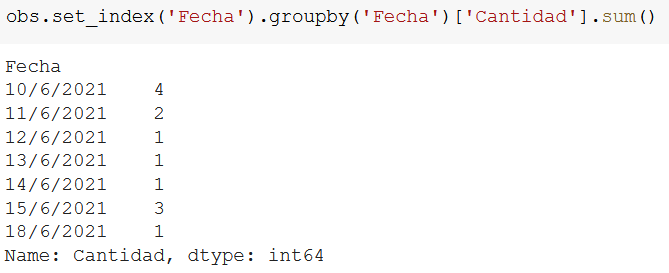 obs.set_index('Fecha').groupby('Fecha')['Cantidad'].sum()
Fecha
10/6/2021    4
11/6/2021    2
12/6/2021    1
13/6/2021    1
14/6/2021    1
15/6/2021    3
18/6/2021    1
Name: Cantidad, dtype: int64